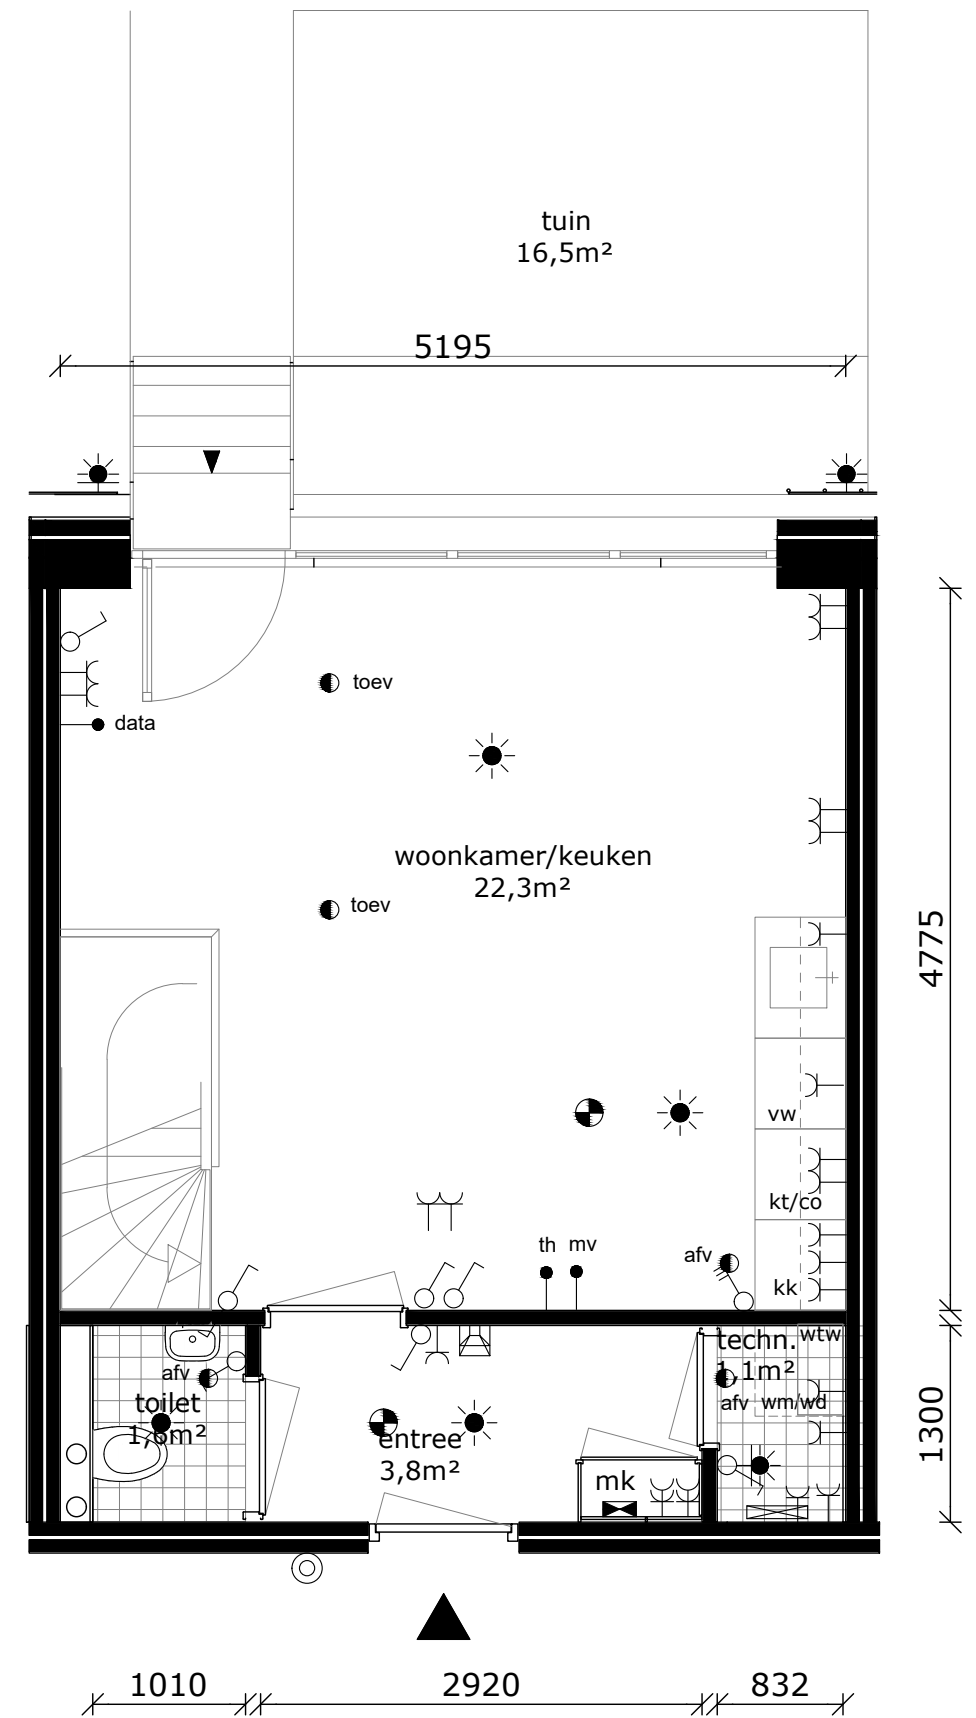 tuin
16,5m²
5195
toev
data
woonkamer/keuken
22,3m²
toev
4775
vw
kt/co
th
mv
afv
kk
techn.
wtw
1,1m²
afv
toilet
1,6m²
afv
wm/wd
entree
3,8m²
1300
mk
1010
2920
832